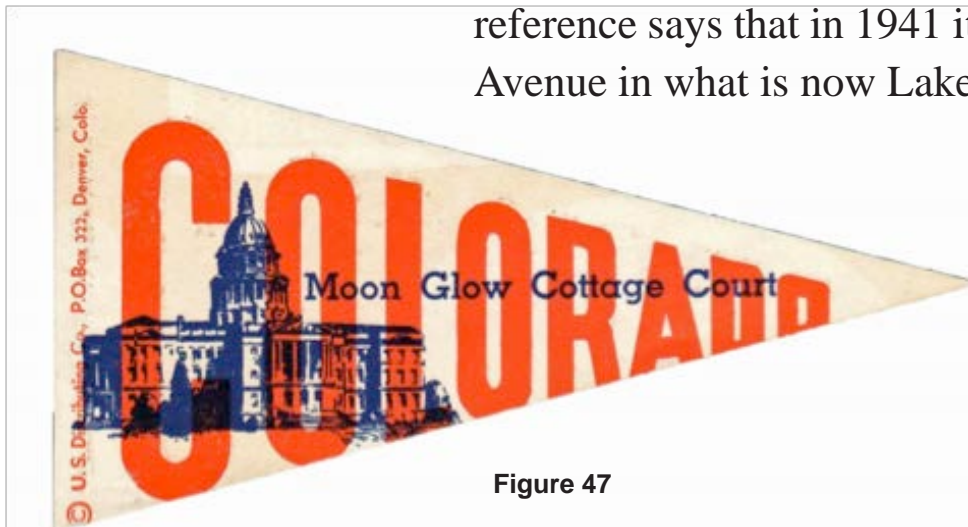 reference says that in 1941 it
Avenue in what is now Lake
© U.S. Distributing Co., P.O.Box 322, Denver, Colo.
COLORADO
Moon Glow Cottage Court
Figure 47